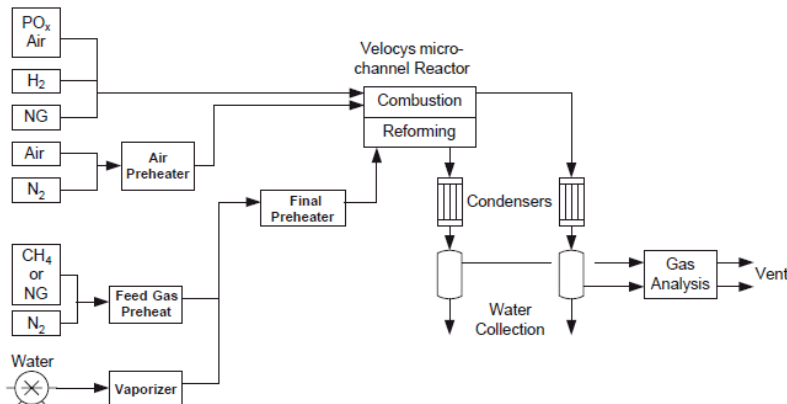 POx
Air
H2
NG
Air
N2
Air
Preheater
Velocys micro-
channel Reactor
Combustion
Reforming
Final
Preheater
Condensers
CH4
or
NG
N2
Feed Gas
Preheat
Gas
Analysis
Vent
Water
Collection
Water
Vaporizer